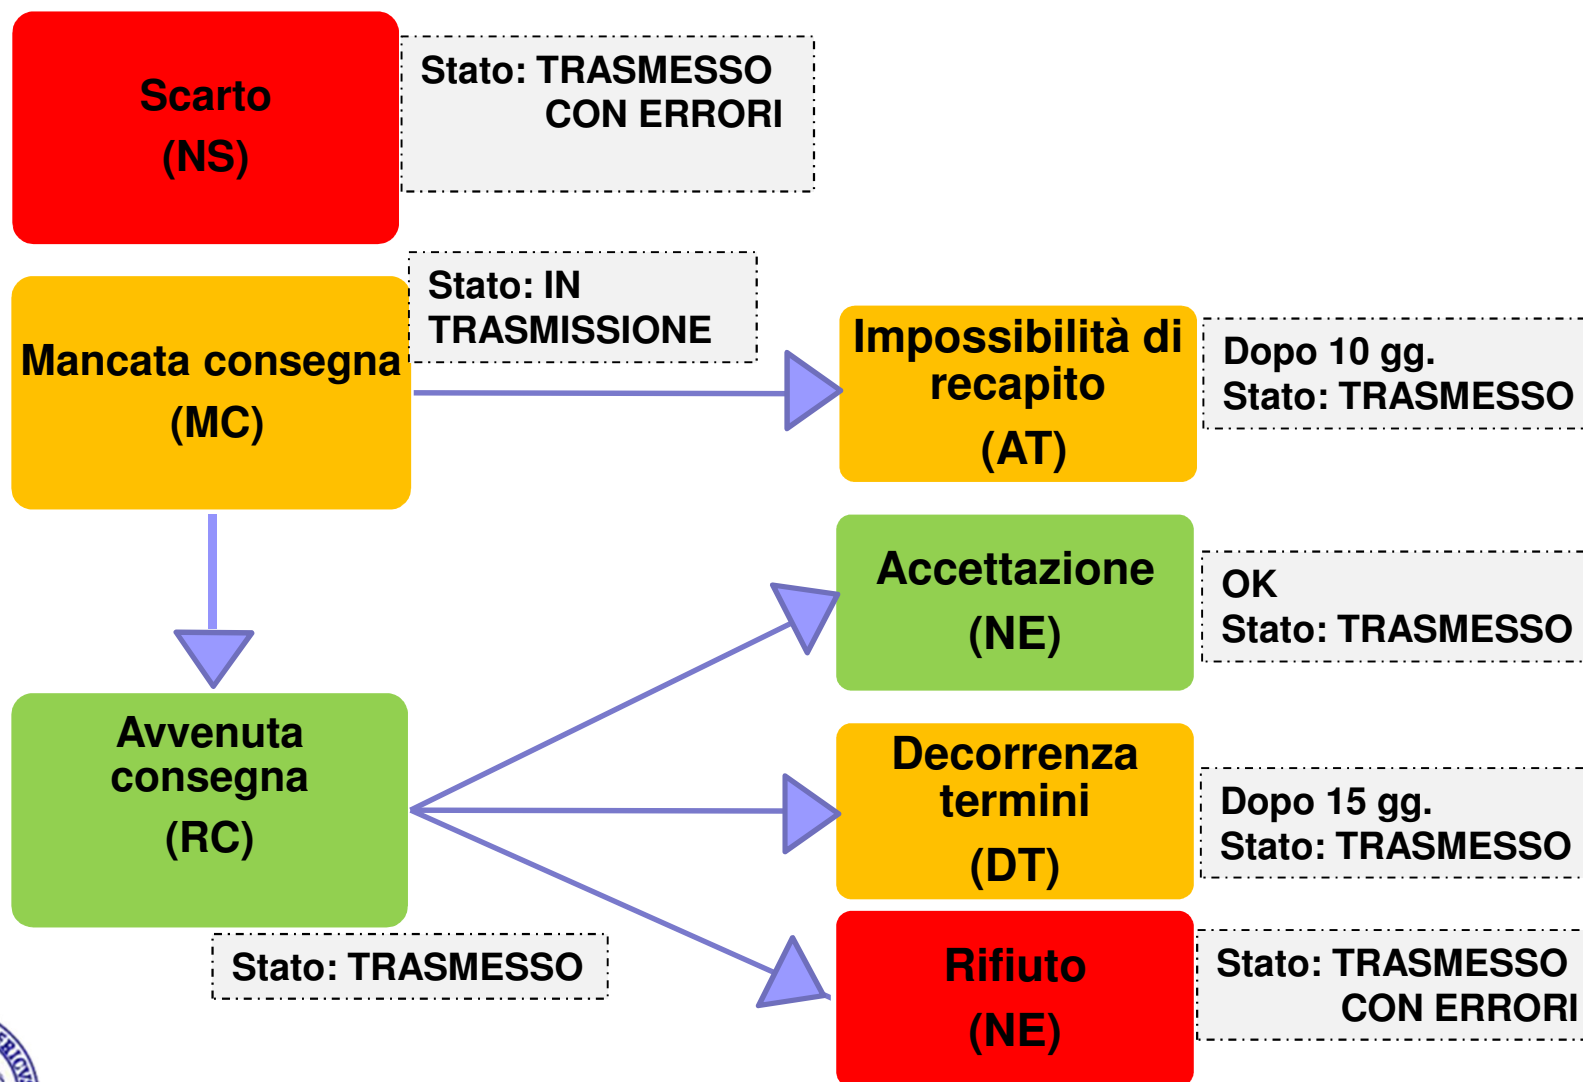 Scarto
(NS)
Stato: TRASMESSO
CON ERRORI
Mancata consegna
(MC)
Stato: IN
TRASMISSIONE
Impossibilità di
recapito
(AT)
Dopo 10 gg.
Stato: TRASMESSO
Accettazione
(NE)
OK
Stato: TRASMESSO
Avvenuta
consegna
(RC)
Stato: TRASMESSO
Decorrenza
termini
(DT)
Dopo 15 gg.
Stato: TRASMESSO
Rifiuto
(NE)
Stato: TRASMESSO
CON ERRORI